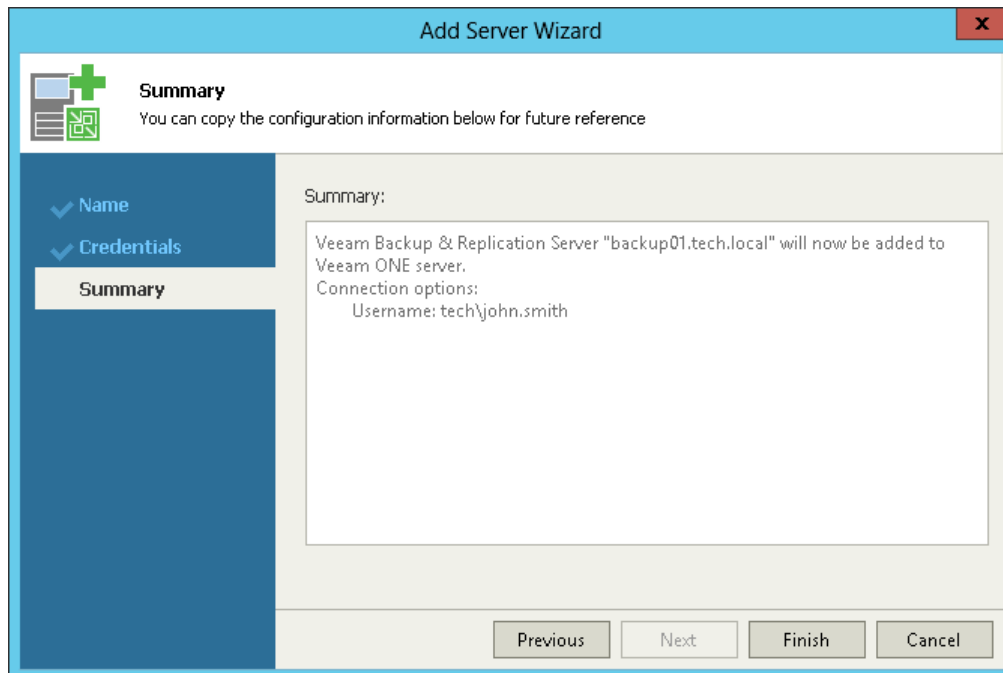 Add Server Wizard
x
Summary
You can copy the configuration information below for future reference
Name
Credentials
Summary
Summary:
Veeam Backup & Replication Server "backup01.tech.local" will now be added to
Veeam ONE server.
Connection options:
Username: tech\john.smith
Previous
Next
Finish
Cancel